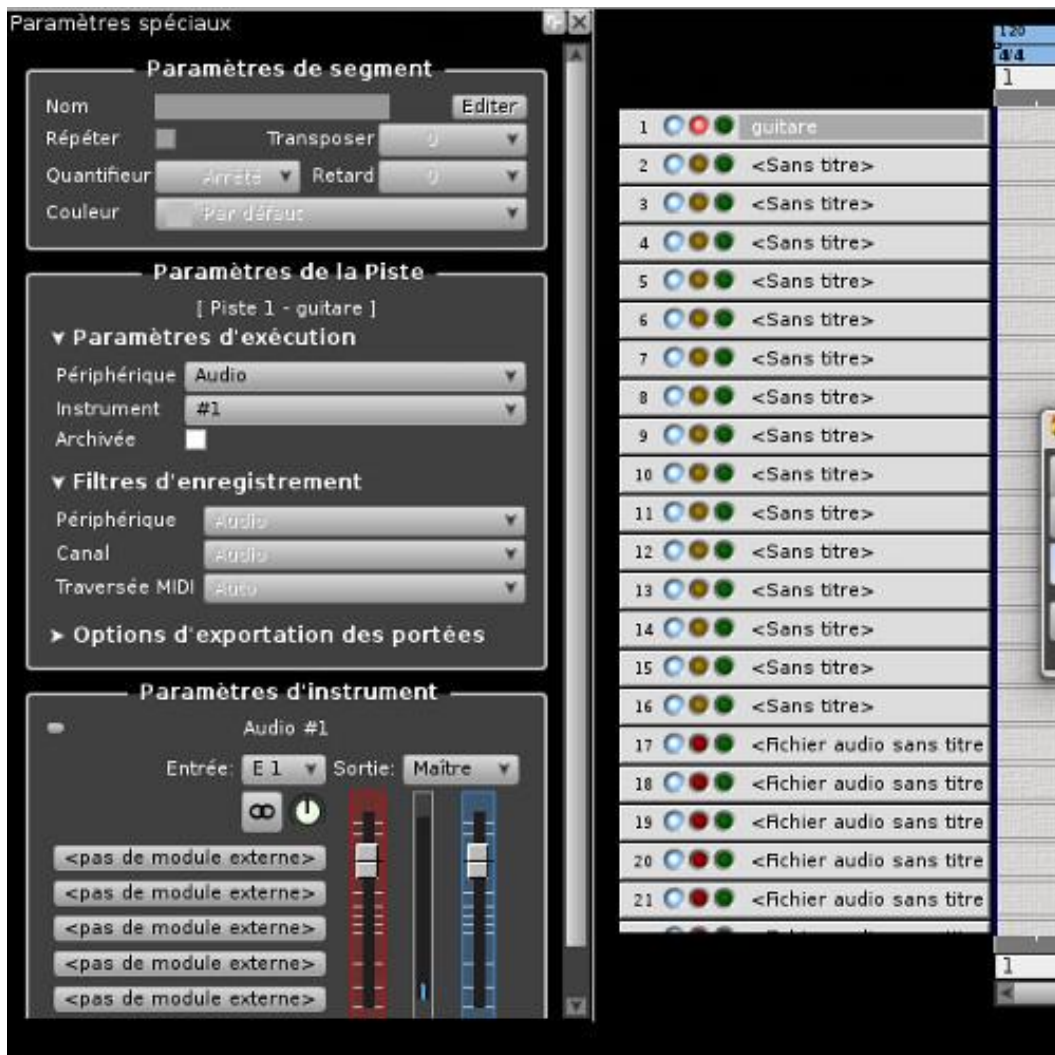 Paramètres spéciaux
Paramètres de segment
Nom Editer
Répéter Transposer 0
Quantifieur Arrêté Retard 0
Couleur Par défaut
Paramètres de la Piste
[ Piste 1 - guitare ]
Paramètres d'exécution
Périphérique Audio
Instrument #1
Archivée
Filtres d'enregistrement
Périphérique Audio
Canal Audio
Traversée MIDI Auto
Options d'exportation des portées
Paramètres d'instrument
Audio #1
Entrée: E 1 Sortie: Maître
<pas de module externe>
<pas de module externe>
<pas de module externe>
<pas de module externe>
<pas de module externe>
120
4/4
1
1 guitare
2 <Sans titre>
3 <Sans titre>
4 <Sans titre>
5 <Sans titre>
6 <Sans titre>
7 <Sans titre>
8 <Sans titre>
9 <Sans titre>
10 <Sans titre>
11 <Sans titre>
12 <Sans titre>
13 <Sans titre>
14 <Sans titre>
15 <Sans titre>
16 <Sans titre>
17 <Fichier audio sans titre
18 <Fichier audio sans titre
19 <Fichier audio sans titre
20 <Fichier audio sans titre
21 <Fichier audio sans titre
1